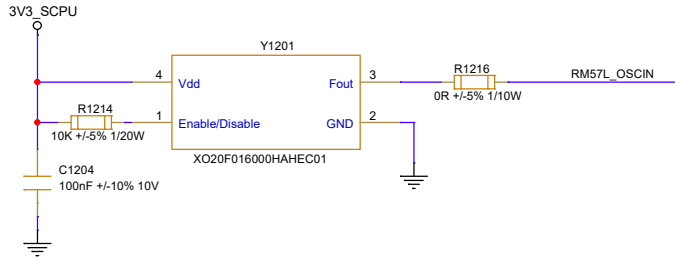 3V3_SCPU
Y1201
4
Vdd
Fout
3
R1216
0R +/-5% 1/10W
RM57L_OSCIN
R1214
10K +/-5% 1/20W
1
Enable/Disable
GND
2
XO20F016000HAHEC01
C1204
100nF +/-10% 10V